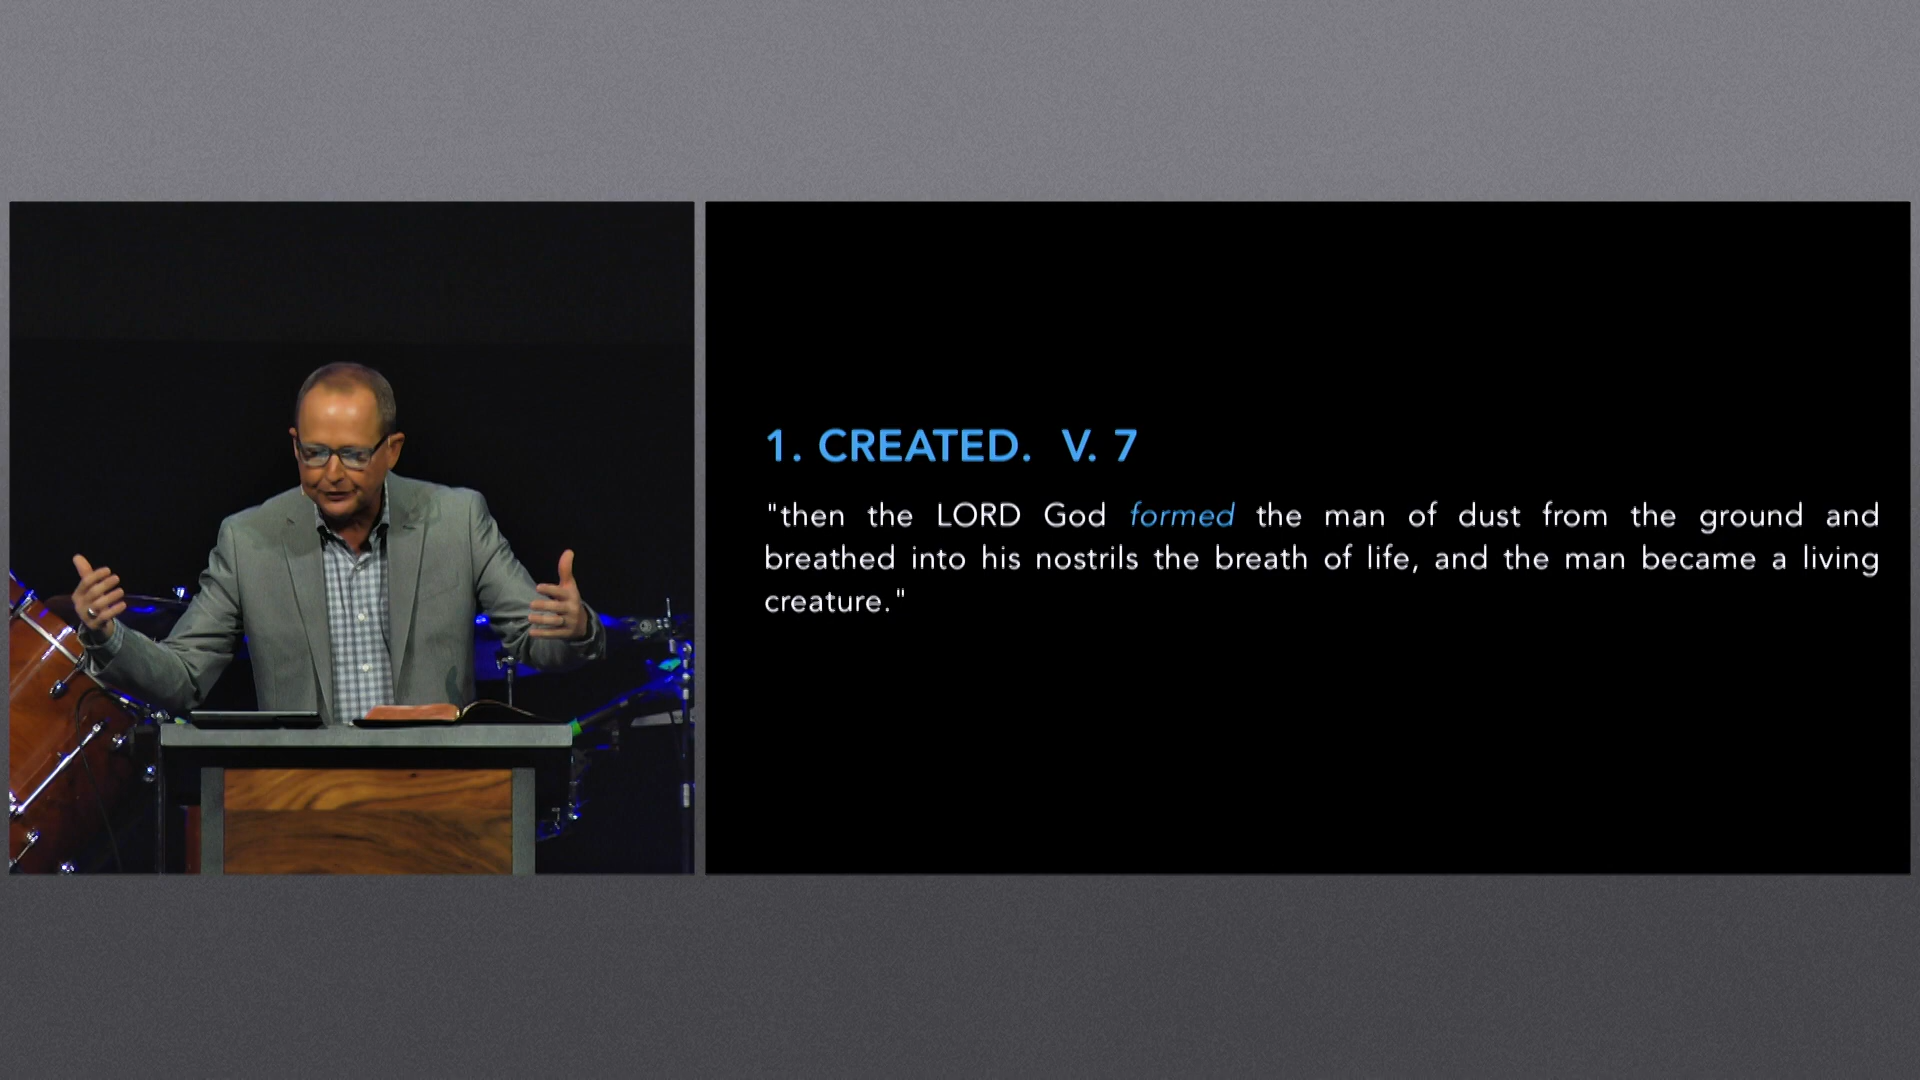 1. CREATED. V. 7
"then the LORD God formed the man of dust from the ground and
breathed into his nostrils the breath of life, and the man became a living
creature."